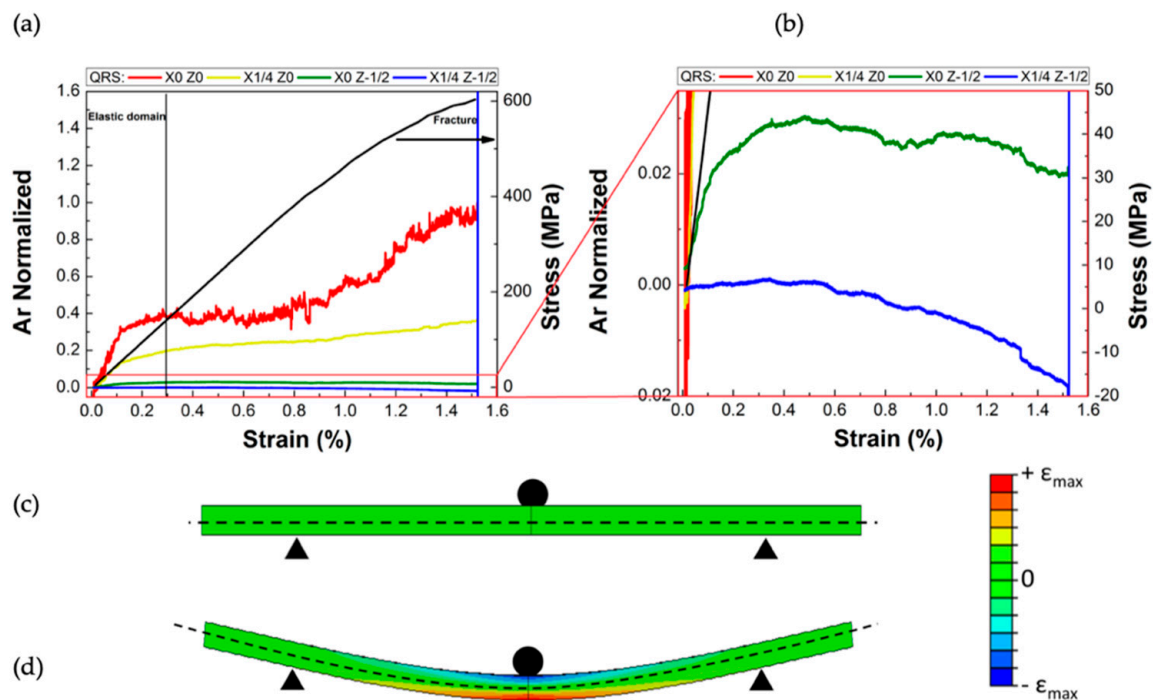 (a)
(b)
QRS: X0 Z0 X1/4 Z0 X0 Z-1/2 X1/4 Z-1/2
1.6
1.4
1.2
1.0
0.8
0.6
0.4
0.2
0.0
Ar Normalized
Elastic domain
Fracture
600
400
200
0
Stress (MPa)
0.0 0.2 0.4 0.6 0.8 1.0 1.2 1.4 1.6
Strain (%)
QRS: X0 Z0 X1/4 Z0 X0 Z-1/2 X1/4 Z-1/2
0.02
0.00
0.02
Ar Normalized
50
40
30
20
10
0
-10
-20
Stress (MPa)
0.0 0.2 0.4 0.6 0.8 1.0 1.2 1.4 1.6
Strain (%)
(c)
(d)
+ εmax
0
- εmax